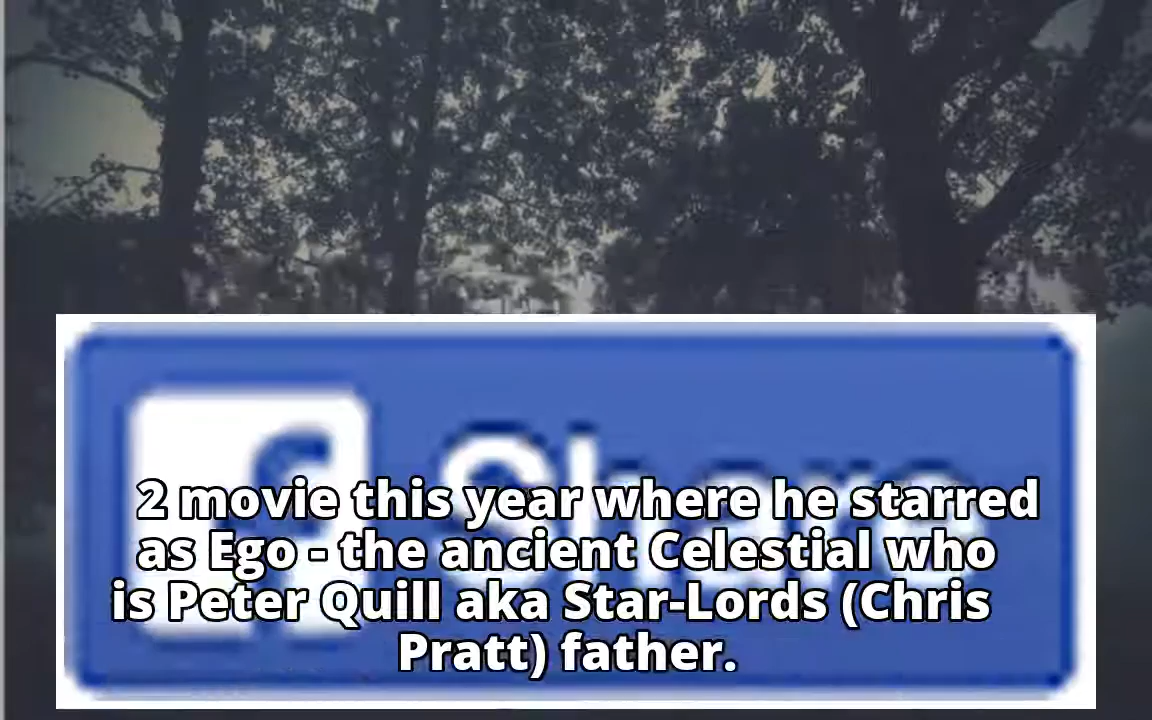 Share
2 movie this year where he starred
as Ego - the ancient Celestial who
is Peter Quill aka Star-Lords (Chris
Pratt) father.